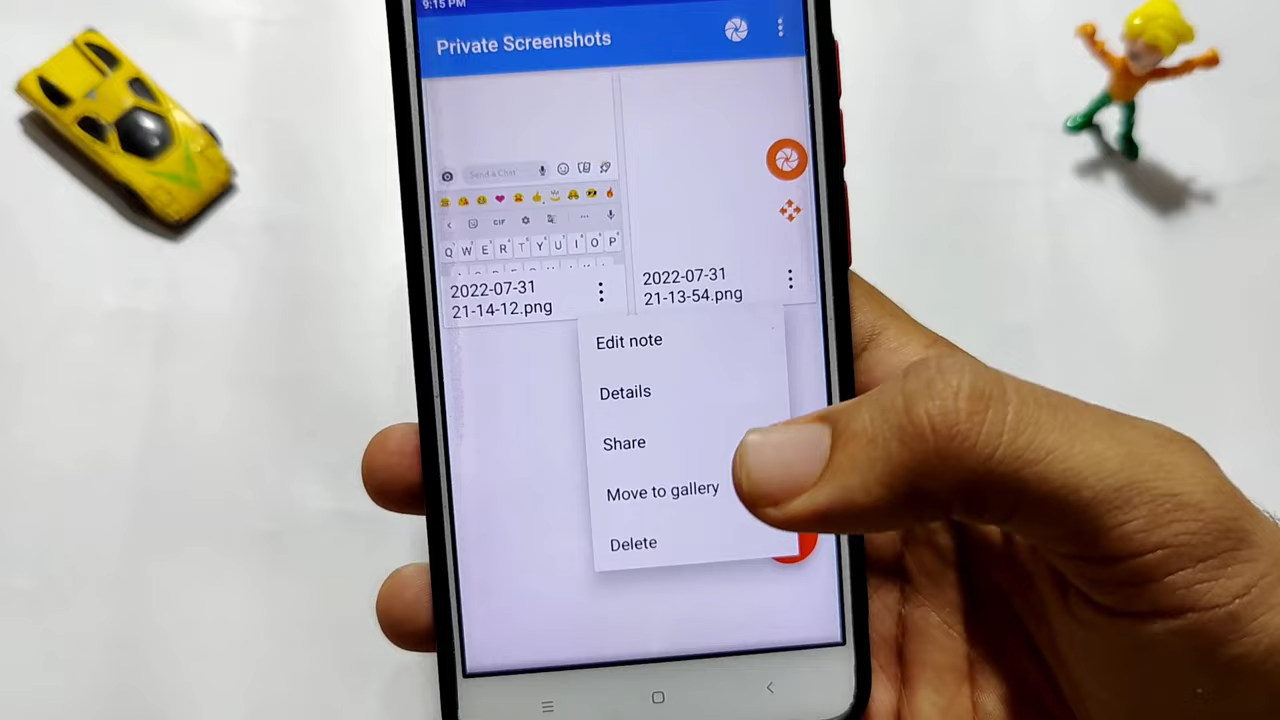 9:15 PM
Private Screenshots
Send a Chat
GIF
Q W E R T Y U I O P
2022-07-31
21-14-12.png
2022-07-31
21-13-54.png
Edit note
Details
Share
Move to gallery
Delete